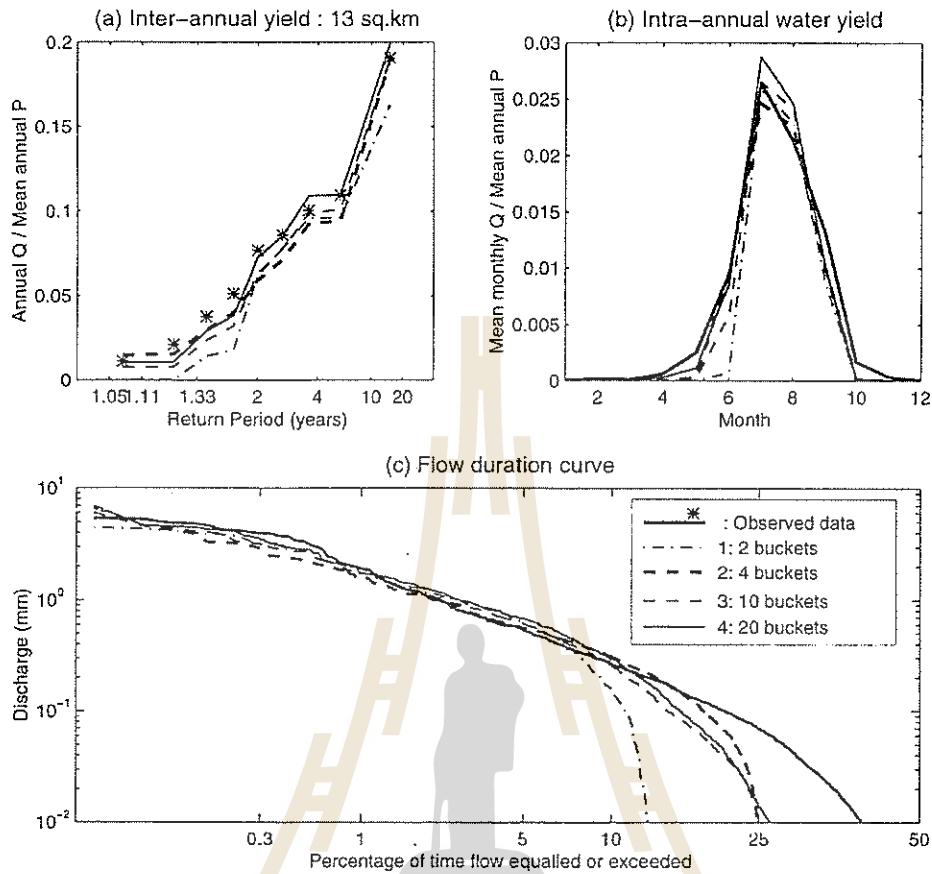 (a) Inter-annual yield : 13 sq.km
0.2
0.15
0.1
0.05
0
Annual Q / Mean annual P
1.05 1.11 1.33 2 4 10 20
Return Period (years)
(b) Intra-annual water yield
0.03
0.025
0.02
0.015
0.01
0.005
0
Mean monthly Q / Mean annual P
2 4 6 8 10 12
Month
(c) Flow duration curve
10^1
10^0
10^-1
10^-2
Discharge (mm)
: Observed data
1: 2 buckets
2: 4 buckets
3: 10 buckets
4: 20 buckets
0.3 1 5 10 25 50
Percentage of time flow equalled or exceeded